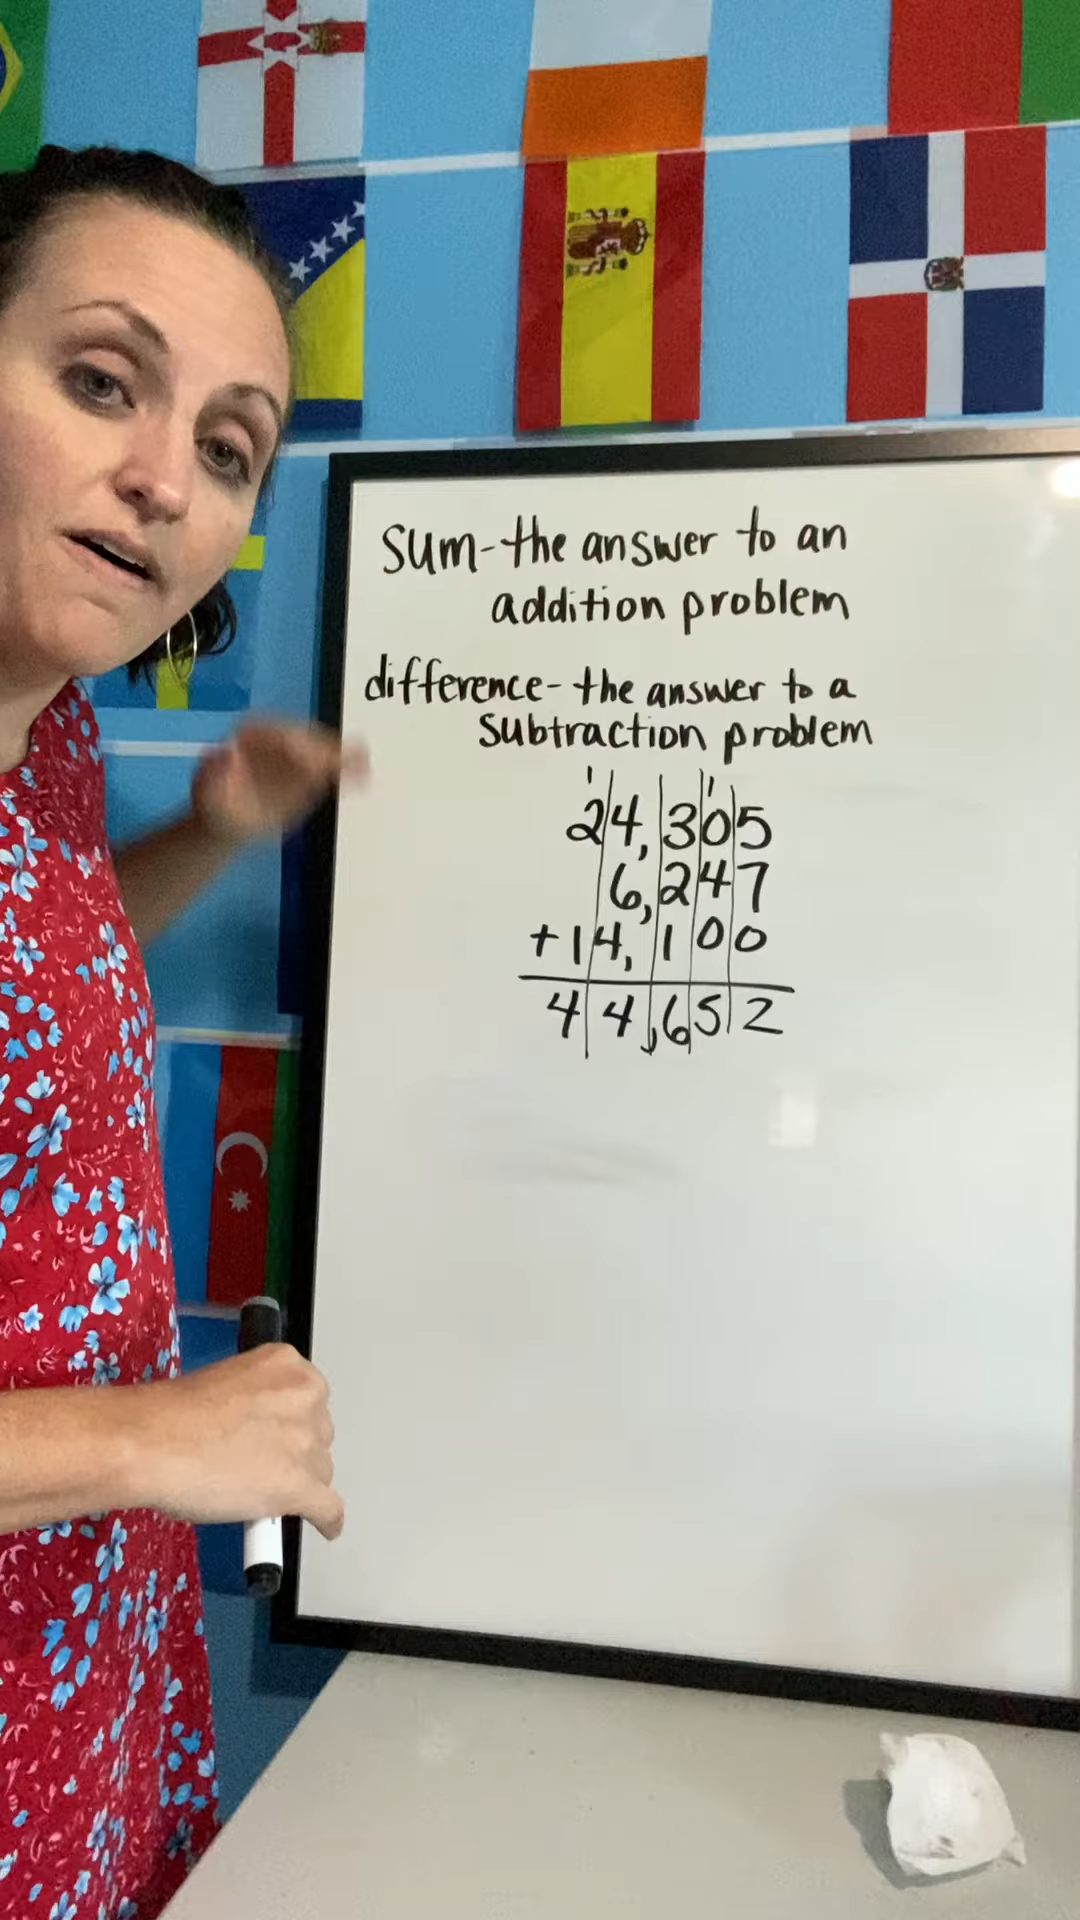 sum - the answer to an
addition problem
difference - the answer to a
subtraction problem
1 1
24,305
6,247
+14,100
44,652